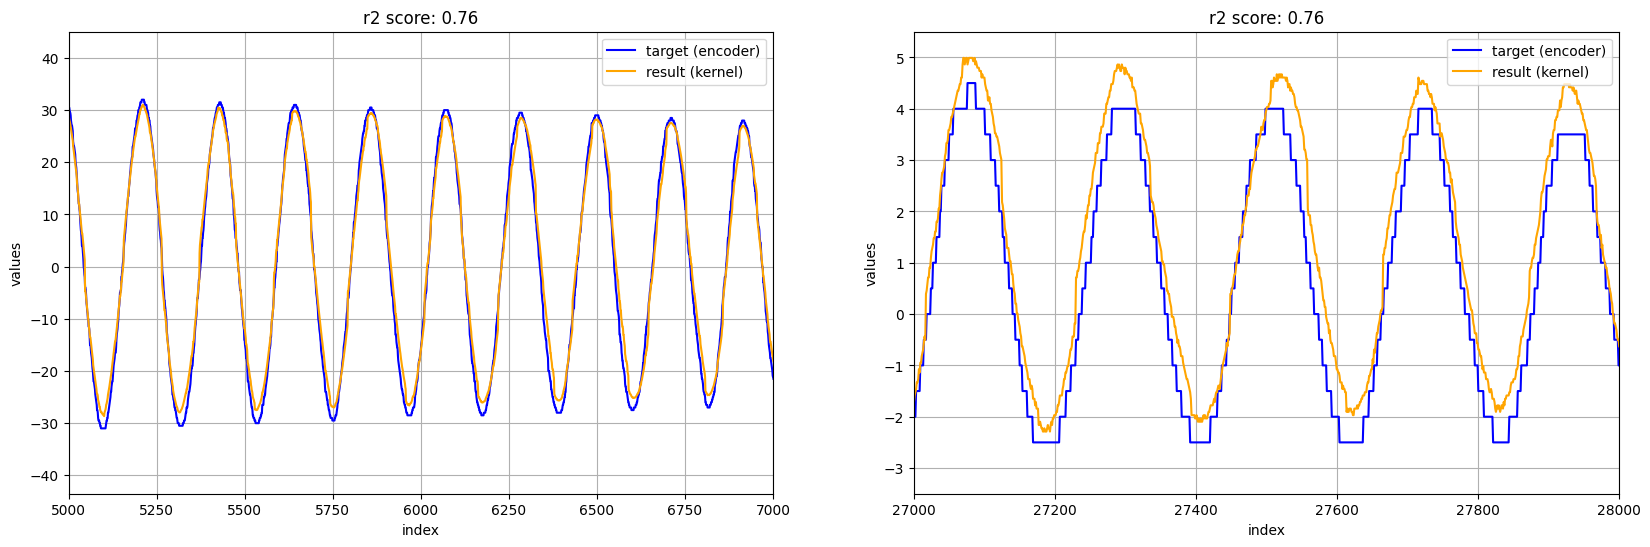 r2 score: 0.76
target (encoder)
result (kernel)
values
40
30
20
10
0
−10
−20
−30
−40
5000 5250 5500 5750 6000 6250 6500 6750 7000
index
r2 score: 0.76
target (encoder)
result (kernel)
values
5
4
3
2
1
0
−1
−2
−3
27000 27200 27400 27600 27800 28000
index